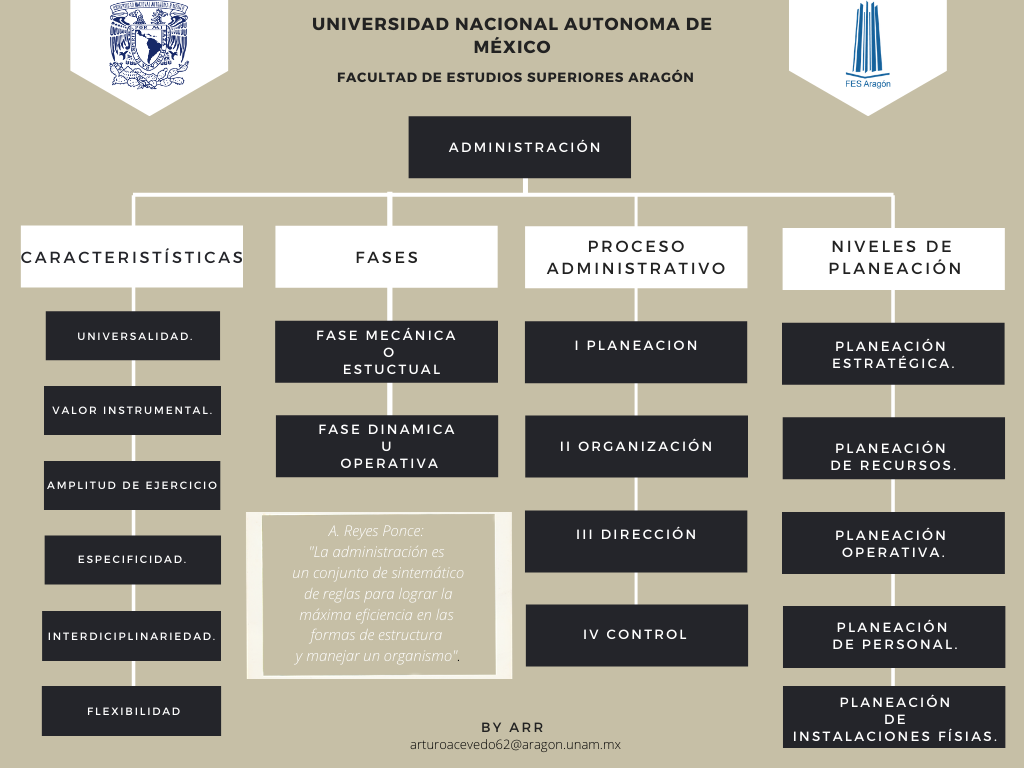 UNIVERSIDAD NACIONAL AUTONOMA DE
MÉXICO
FACULTAD DE ESTUDIOS SUPERIORES ARAGÓN
FES Aragón
ADMINISTRACIÓN
CARACTERISTÍSTICAS
UNIVERSALIDAD.
VALOR INSTRUMENTAL.
AMPLITUD DE EJERCICIO
ESPECIFICIDAD.
INTERDICIPLINARIEDAD.
FLEXIBILIDAD
FASES
FASE MECÁNICA
O
ESTUCTUAL
FASE DINAMICA
U
OPERATIVA
A. Reyes Ponce:
"La administración es
un conjunto de sintemático
de reglas para lograr la
máxima eficiencia en las
formas de estructura
y manejar un organismo".
PROCESO
ADMINISTRATIVO
I PLANEACION
II ORGANIZACIÓN
III DIRECCIÓN
IV CONTROL
NIVELES DE
PLANEACIÓN
PLANEACIÓN
ESTRATÉGICA.
PLANEACIÓN
DE RECURSOS.
PLANEACIÓN
OPERATIVA.
PLANEACIÓN
DE PERSONAL.
PLANEACIÓN
DE
INSTALACIONES FÍSIAS.
BY ARR
arturoacevedo62@aragon.unam.mx